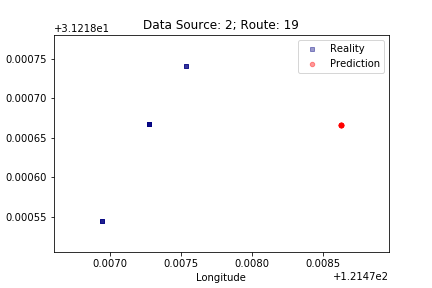 Data Source: 2; Route: 19
+3.1218e1
Reality
Prediction
0.00075
0.00070
0.00065
0.00060
0.00055
0.0070
0.0075
0.0080
0.0085
Longitude
+1.2147e2